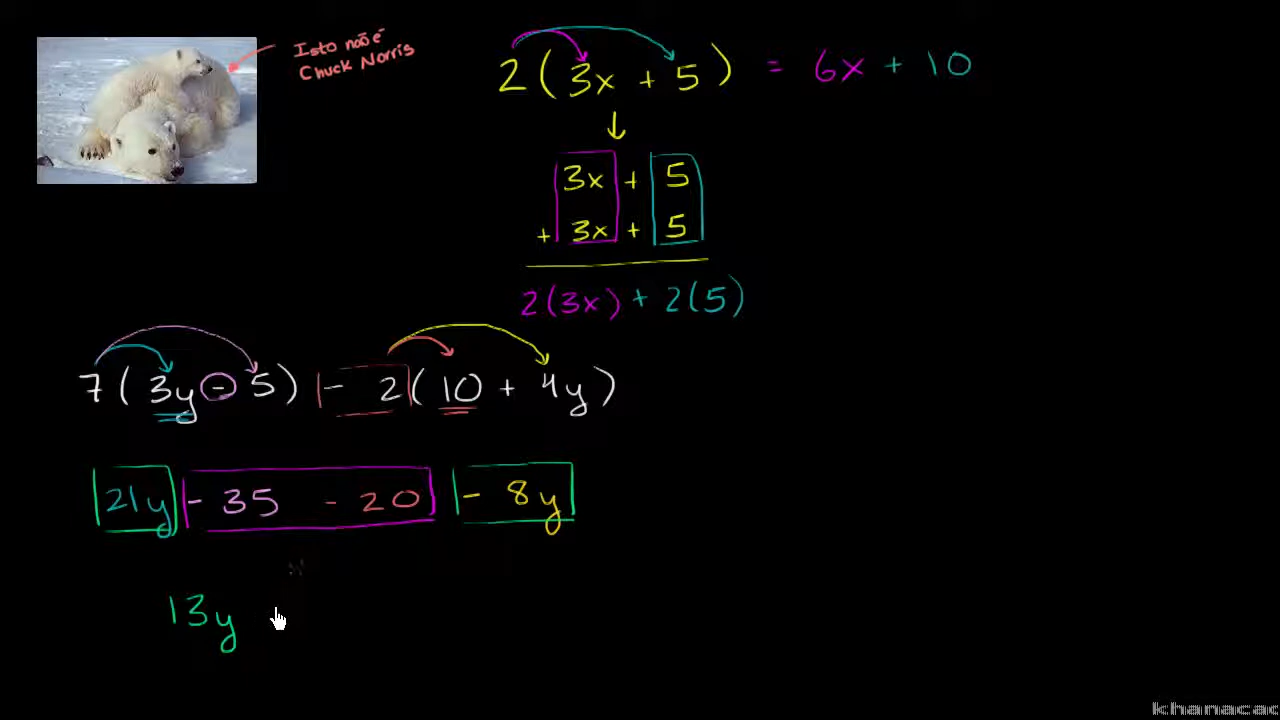 Isto não é
Chuck Norris
2(3x + 5) = 6x + 10
↓
3x + 5
+ 3x + 5
2(3x) + 2(5)
7(3y - 5) - 2(10 + 4y)
21y - 35 - 20 - 8y
13y
khanacac